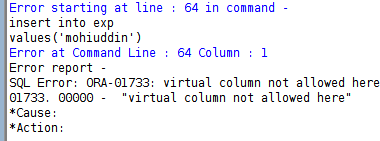 Error starting at line : 64 in command -
insert into exp
values('mohiuddin')
Error at Command Line : 64 Column : 1
Error report -
SQL Error: ORA-01733: virtual column not allowed here
01733. 00000 -  "virtual column not allowed here"
*Cause:
*Action: